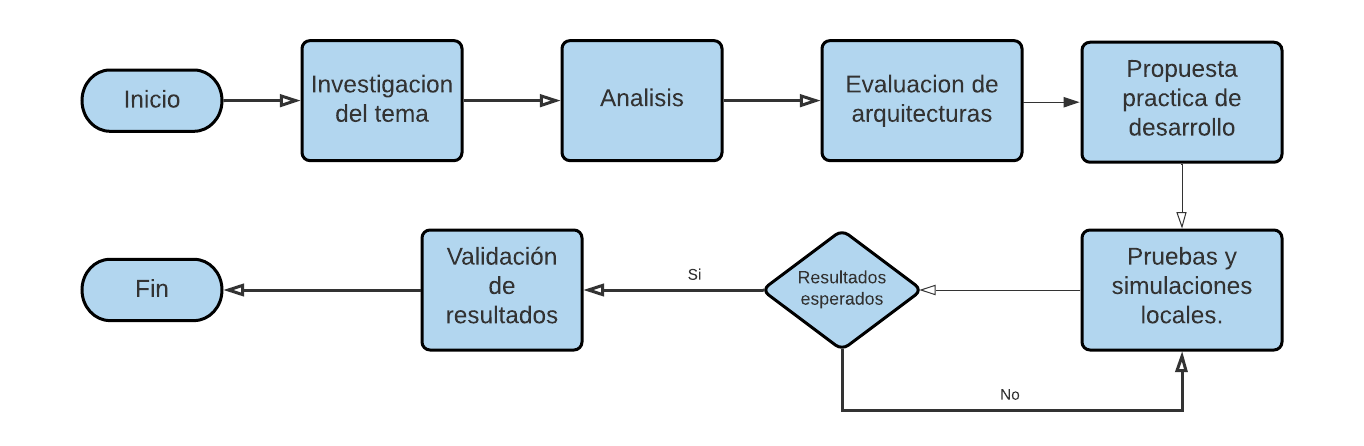 Inicio
Investigacion
del tema
Analisis
Evaluacion de
arquitecturas
Propuesta
practica de
desarrollo
Pruebas y
simulaciones
locales.
Resultados
esperados
Si
No
Validación
de
resultados
Fin